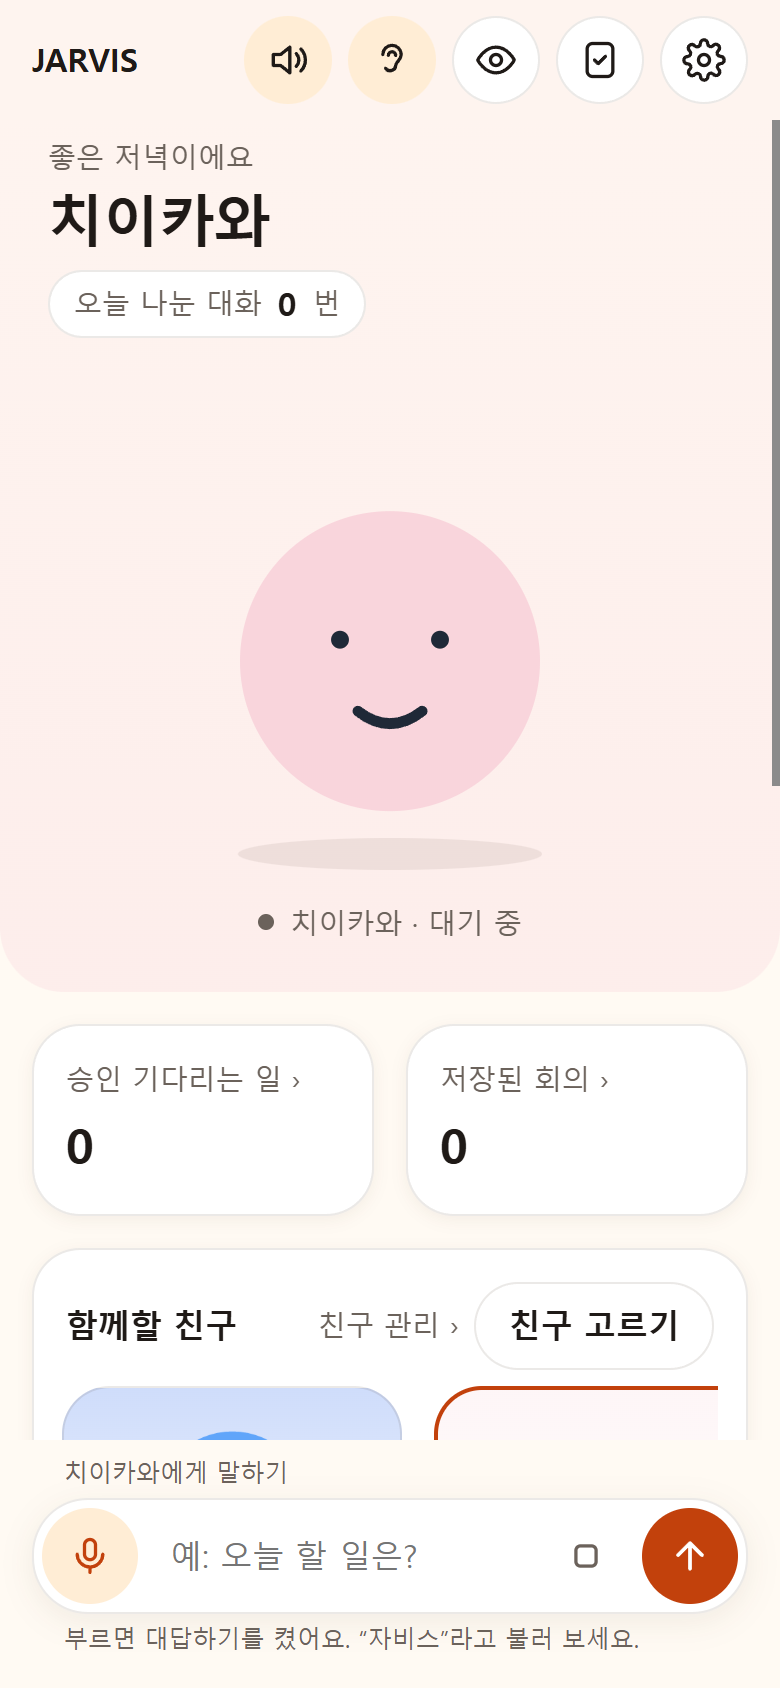 JARVIS
좋은 저녁이에요
치이카와
오늘 나눈 대화 0 번
치이카와 · 대기 중
승인 기다리는 일 ›
0
저장된 회의 ›
0
함께할 친구
친구 관리 ›
친구 고르기
치이카와에게 말하기
예: 오늘 할 일은?
부르면 대답하기를 켰어요. “자비스”라고 불러 보세요.